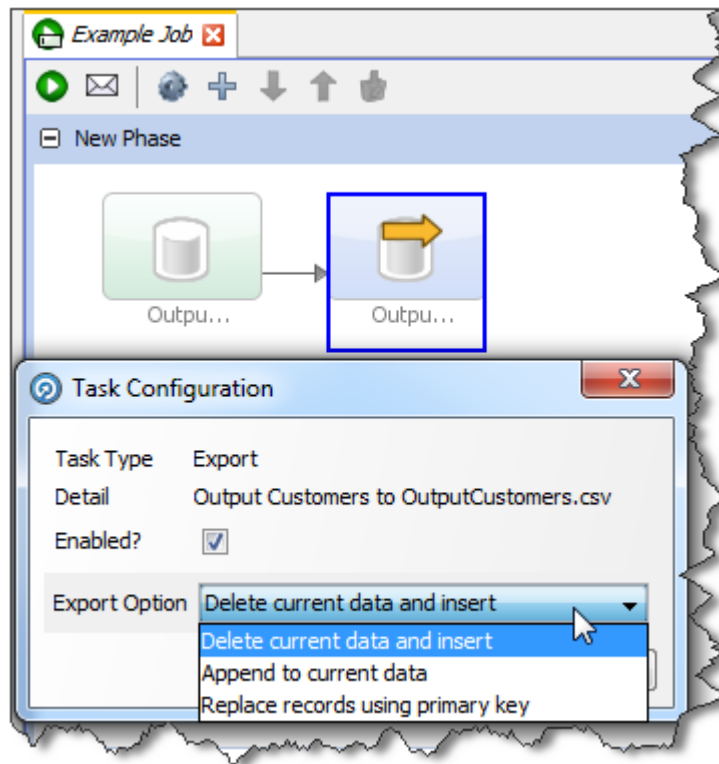 Example Job
New Phase
Outpu...
Outpu...
Task Configuration
Task Type Export
Detail Output Customers to OutputCustomers.csv
Enabled?
Export Option Delete current data and insert
Delete current data and insert
Append to current data
Replace records using primary key